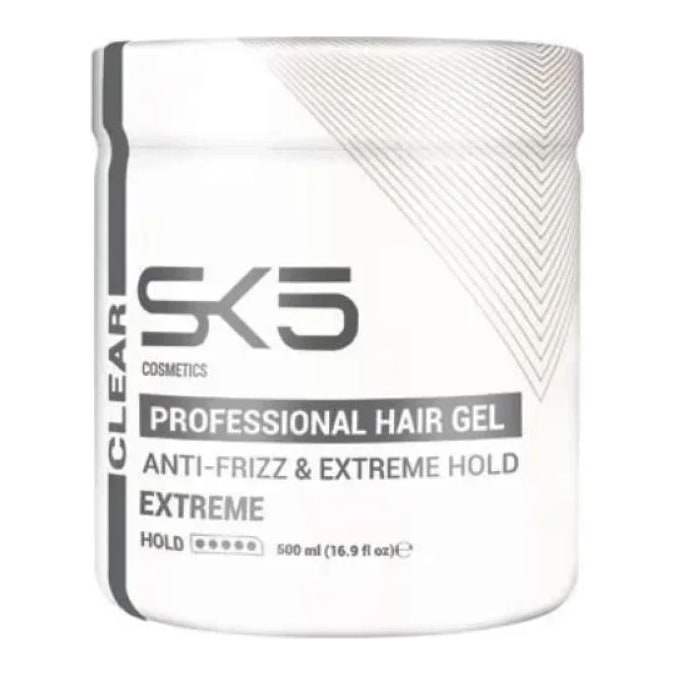 CLEAR
SK5
COSMETICS
PROFESSIONAL HAIR GEL
ANTI-FRIZZ & EXTREME HOLD
EXTREME
HOLD 500 ml (16.9 fl oz)℮